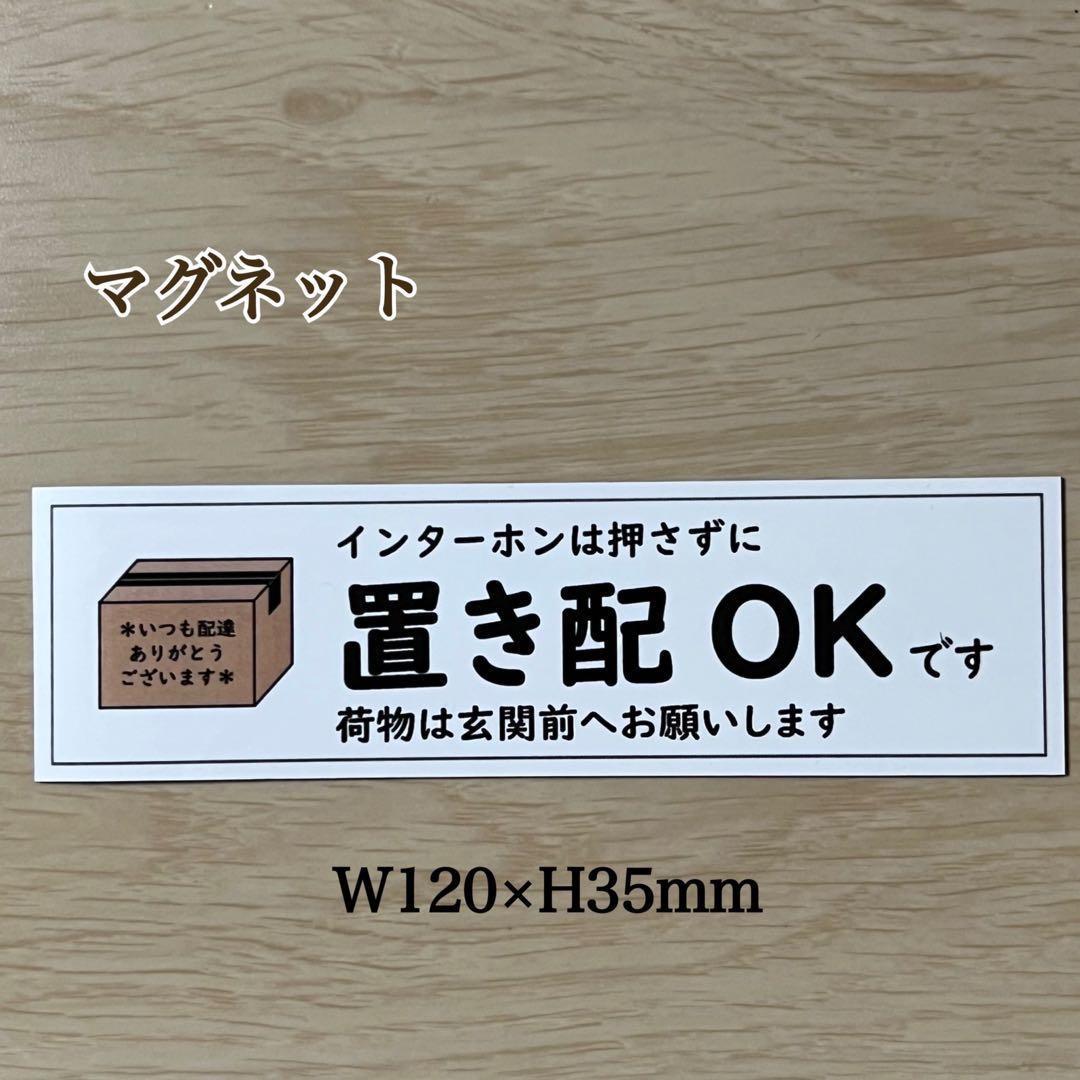 マグネット
インターホンは押さずに
置き配 OK です
荷物は玄関前へお願いします
＊いつも配達
ありがとう
ございます＊
W120×H35mm